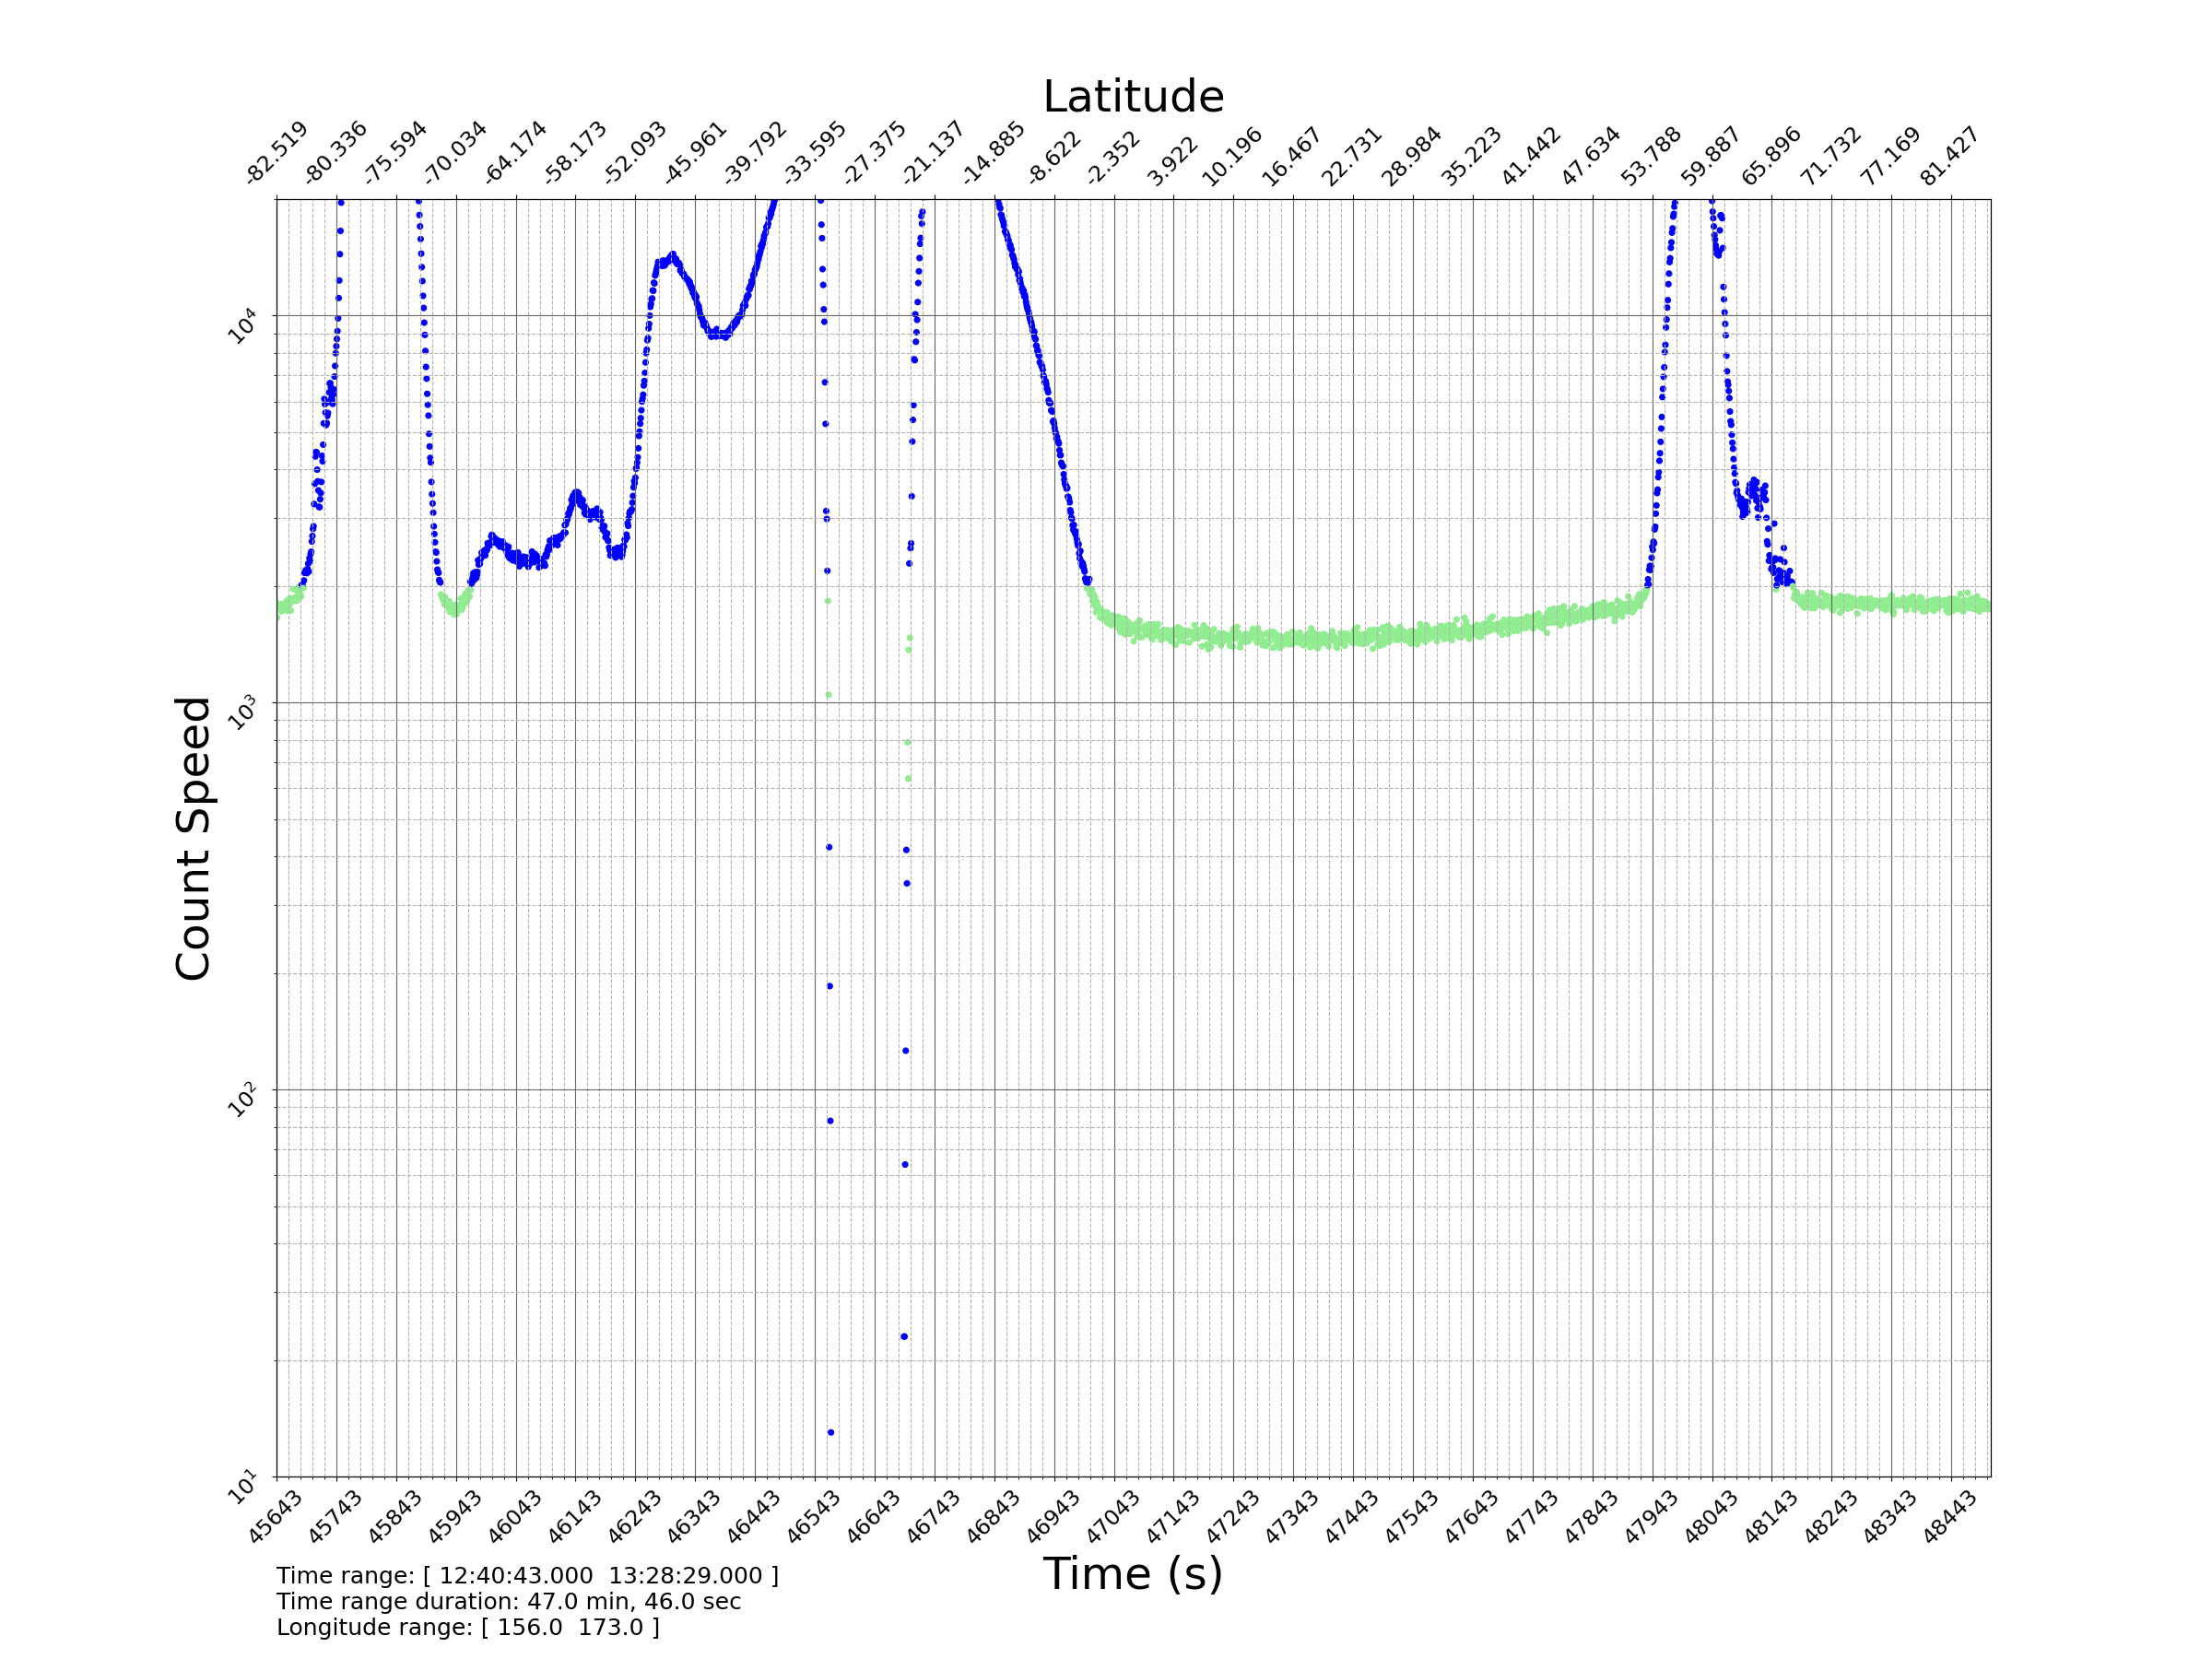 Latitude
-82.519 -80.336 -75.594 -70.034 -64.174 -58.173 -52.093 -45.961 -39.792 -33.595 -27.375 -21.137 -14.885 -8.622 -2.352 3.922 10.196 16.467 22.731 28.984 35.223 41.442 47.634 53.788 59.887 65.896 71.732 77.169 81.427
10⁴
10³
Count Speed
10²
10¹
45643 45743 45843 45943 46043 46143 46243 46343 46443 46543 46643 46743 46843 46943 47043 47143 47243 47343 47443 47543 47643 47743 47843 47943 48043 48143 48243 48343 48443
Time (s)
Time range: [ 12:40:43.000  13:28:29.000 ]
Time range duration: 47.0 min, 46.0 sec
Longitude range: [ 156.0  173.0 ]